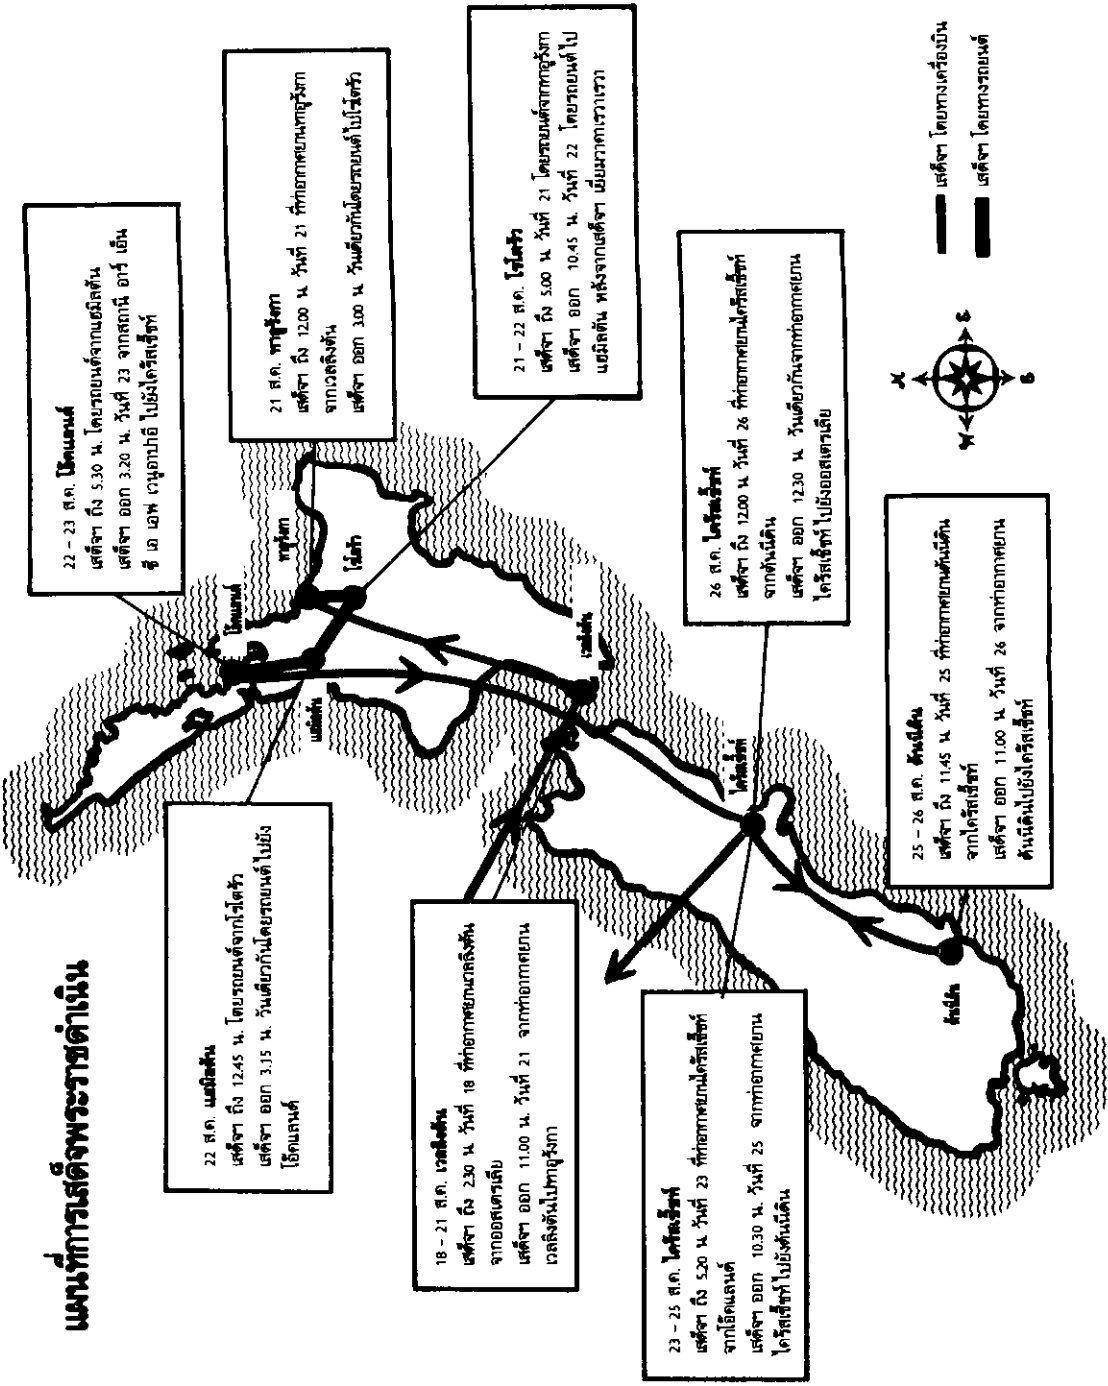 แผนที่การเสด็จพระราชดำเนิน
22 - 23 ส.ค. โอ๊คแลนด์
เสด็จฯ ถึง 5.30 น. โดยรถยนต์จากแฮมิลตัน
เสด็จฯ ออก 3.20 น. วันที่ 23 จากสถานี อาร์ เอ็น
ซี เอ เอฟ เวนูอาปาอี ไปยังไครัสเชิชท์
21 ส.ค. ทาอูรังกา
เสด็จฯ ถึง 12.00 น. วันที่ 21 ที่ท่าอากาศยานทาอูรังกา
จากเวลลิงตัน
เสด็จฯ ออก 3.00 น. วันเดียวกันโดยรถยนต์ไปโรโตรัว
21 - 22 ส.ค. โรโตรัว
เสด็จฯ ถึง 5.00 น. วันที่ 21 โดยรถยนต์จากทาอูรังกา
เสด็จฯ ออก 10.45 น. วันที่ 22 โดยรถยนต์ไป
แฮมิลตัน หลังจากเสด็จฯ เยี่ยมวาคาเรวาเรวา
22 ส.ค. แฮมิลตัน
เสด็จฯ ถึง 12.45 น. โดยรถยนต์จากโรโตรัว
เสด็จฯ ออก 3.15 น. วันเดียวกันโดยรถยนต์ไปยัง
โอ๊คแลนด์
18 - 21 ส.ค. เวลลิงตัน
เสด็จฯ ถึง 2.30 น. วันที่ 18 ที่ท่าอากาศยานเวลลิงตัน
จากออสเตรเลีย
เสด็จฯ ออก 11.00 น. วันที่ 21 จากท่าอากาศยาน
เวลลิงตันไปทาอูรังกา
26 ส.ค. ไครัสเชิชท์
เสด็จฯ ถึง 12.00 น. วันที่ 26 ที่ท่าอากาศยานไครัสเชิชท์
จากดันนีดิน
เสด็จฯ ออก 12.30 น. วันเดียวกันจากท่าอากาศยาน
ไครัสเชิชท์ไปยังออสเตรเลีย
23 - 25 ส.ค. ไครัสเชิชท์
เสด็จฯ ถึง 5.20 น. วันที่ 23 ที่ท่าอากาศยานไครัสเชิชท์
จากโอ๊คแลนด์
เสด็จฯ ออก 10.30 น. วันที่ 25 จากท่าอากาศยาน
ไครัสเชิชท์ไปยังดันนีดิน
25 - 26 ส.ค. ดันนีดิน
เสด็จฯ ถึง 11.45 น. วันที่ 25 ที่ท่าอากาศยานดันนีดิน
จากไครัสเชิชท์
เสด็จฯ ออก 11.00 น. วันที่ 26 จากท่าอากาศยาน
ดันนีดินไปยังไครัสเชิชท์
โอ๊คแลนด์
ทาอูรังกา
โรโตรัว
แฮมิลตัน
เวลลิงตัน
ไครัสเชิชท์
ดันนีดิน
N
W
E
S
เสด็จฯ โดยทางเครื่องบิน
เสด็จฯ โดยทางรถยนต์